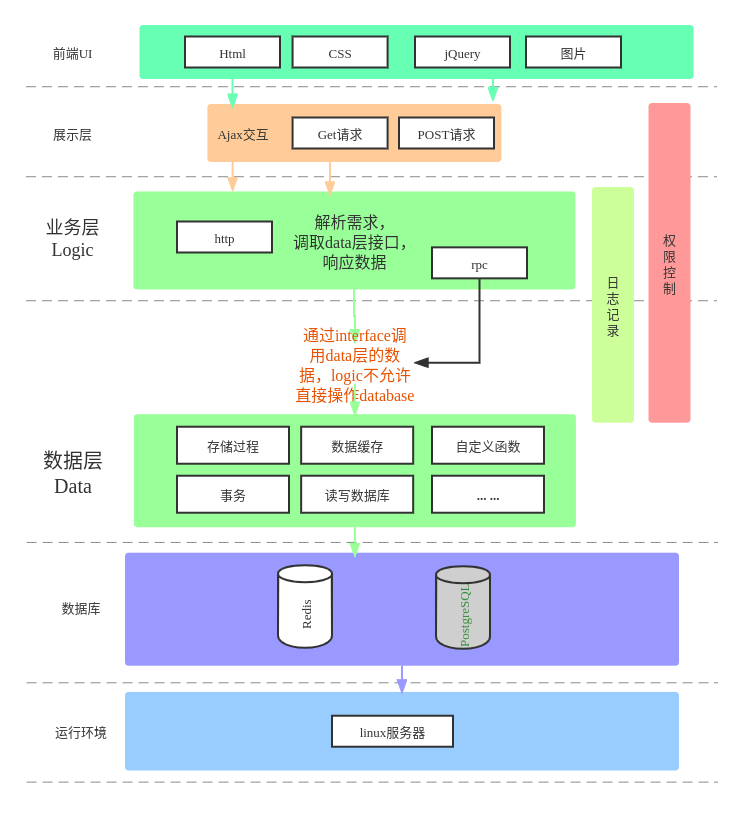 前端UI
Html
CSS
jQuery
图片
展示层
Ajax交互
Get请求
POST请求
业务层
Logic
http
解析需求，
调取data层接口，
响应数据
rpc
日志记录
权限控制
通过interface调
用data层的数
据，logic不允许
直接操作database
数据层
Data
存储过程
数据缓存
自定义函数
事务
读写数据库
... ...
数据库
Redis
PostgreSQL
运行环境
linux服务器